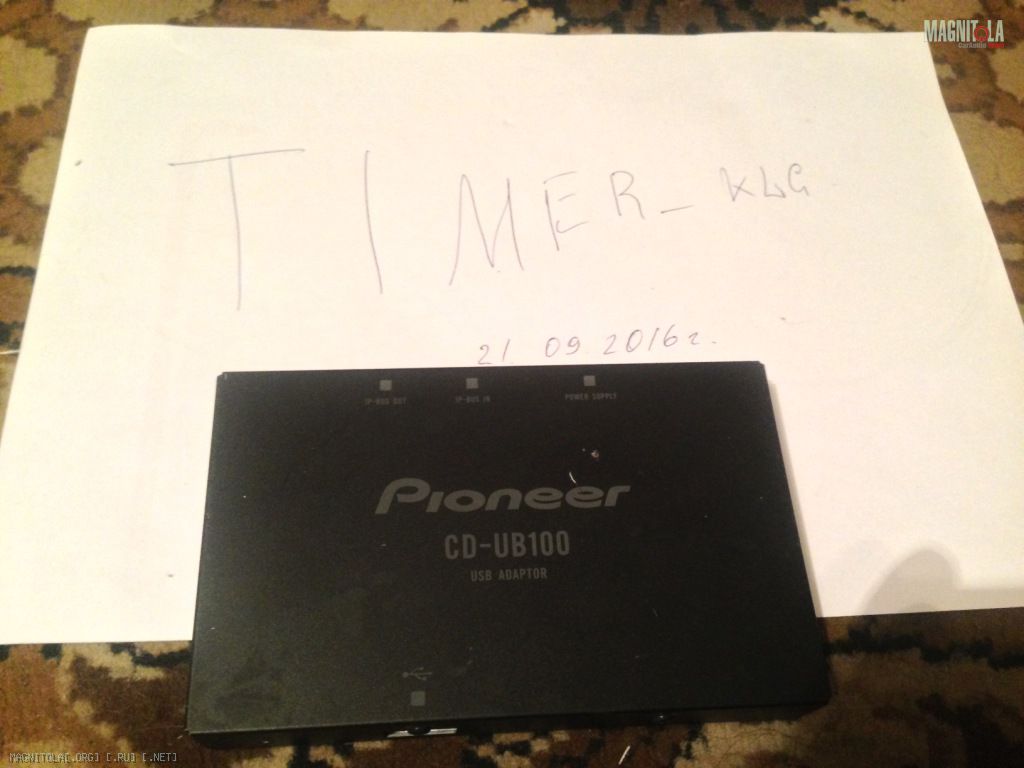 MAGNITOLA
CarAudio
TIMER_KLG
21.09.2016г.
IP-BUS OUT
IP-BUS IN
POWER SUPPLY
Pioneer
CD-UB100
USB ADAPTOR
MAGNITOLA[.ORG] [.RU] [.NET]